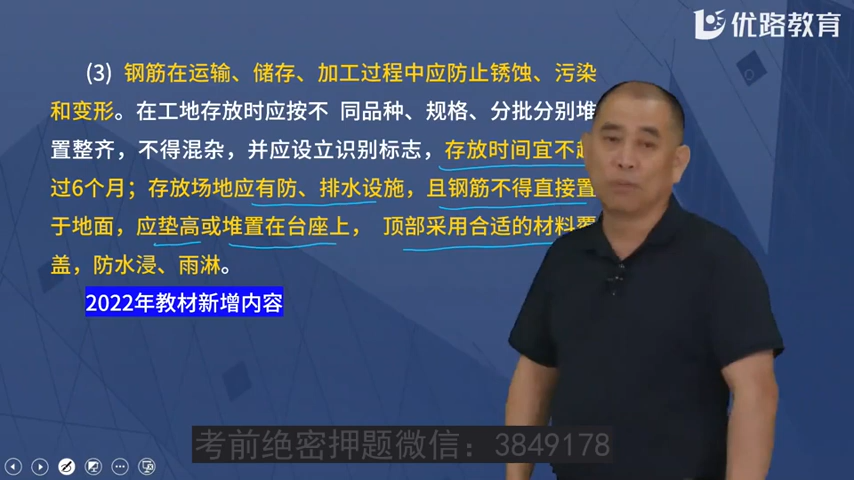 优路教育
(3) 钢筋在运输、储存、加工过程中应防止锈蚀、污染
和变形。在工地存放时应按不 同品种、规格、分批分别堆
置整齐，不得混杂，并应设立识别标志，存放时间宜不超
过6个月；存放场地应有防、排水设施，且钢筋不得直接置
于地面，应垫高或堆置在台座上， 顶部采用合适的材料覆
盖，防水浸、雨淋。
2022年教材新增内容
考前绝密押题微信：3849178